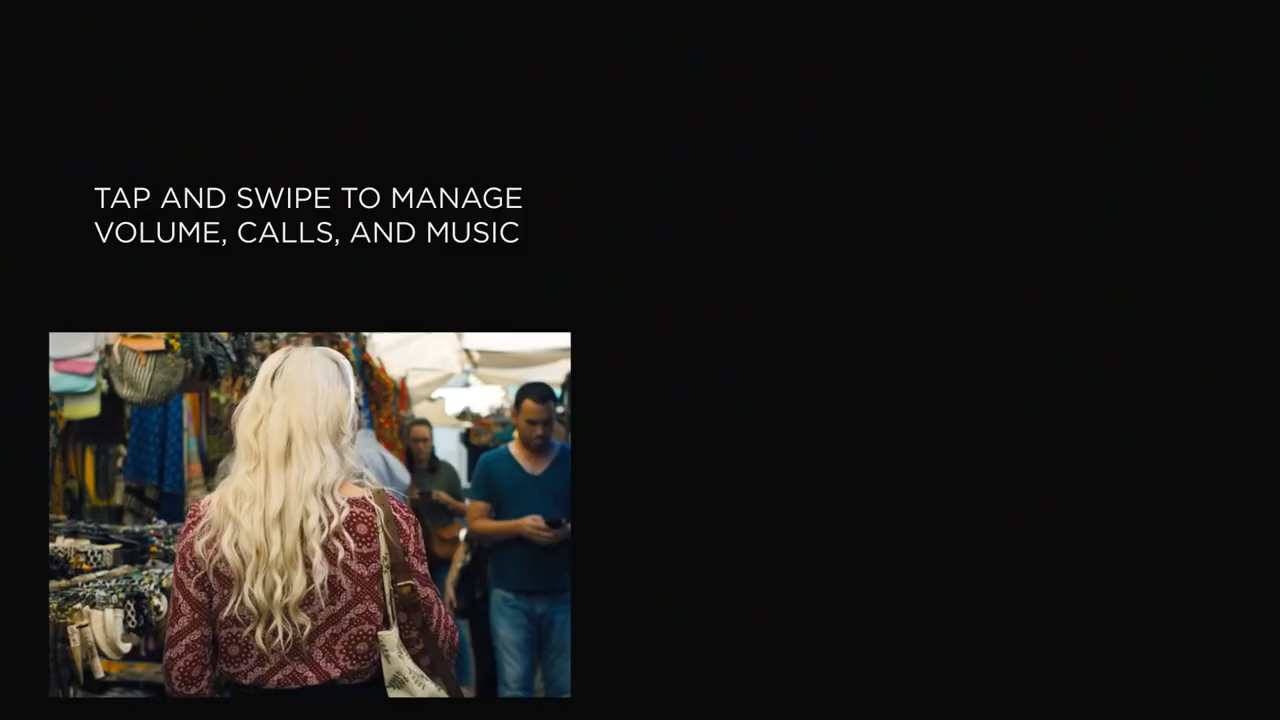 TAP AND SWIPE TO MANAGE
VOLUME, CALLS, AND MUSIC